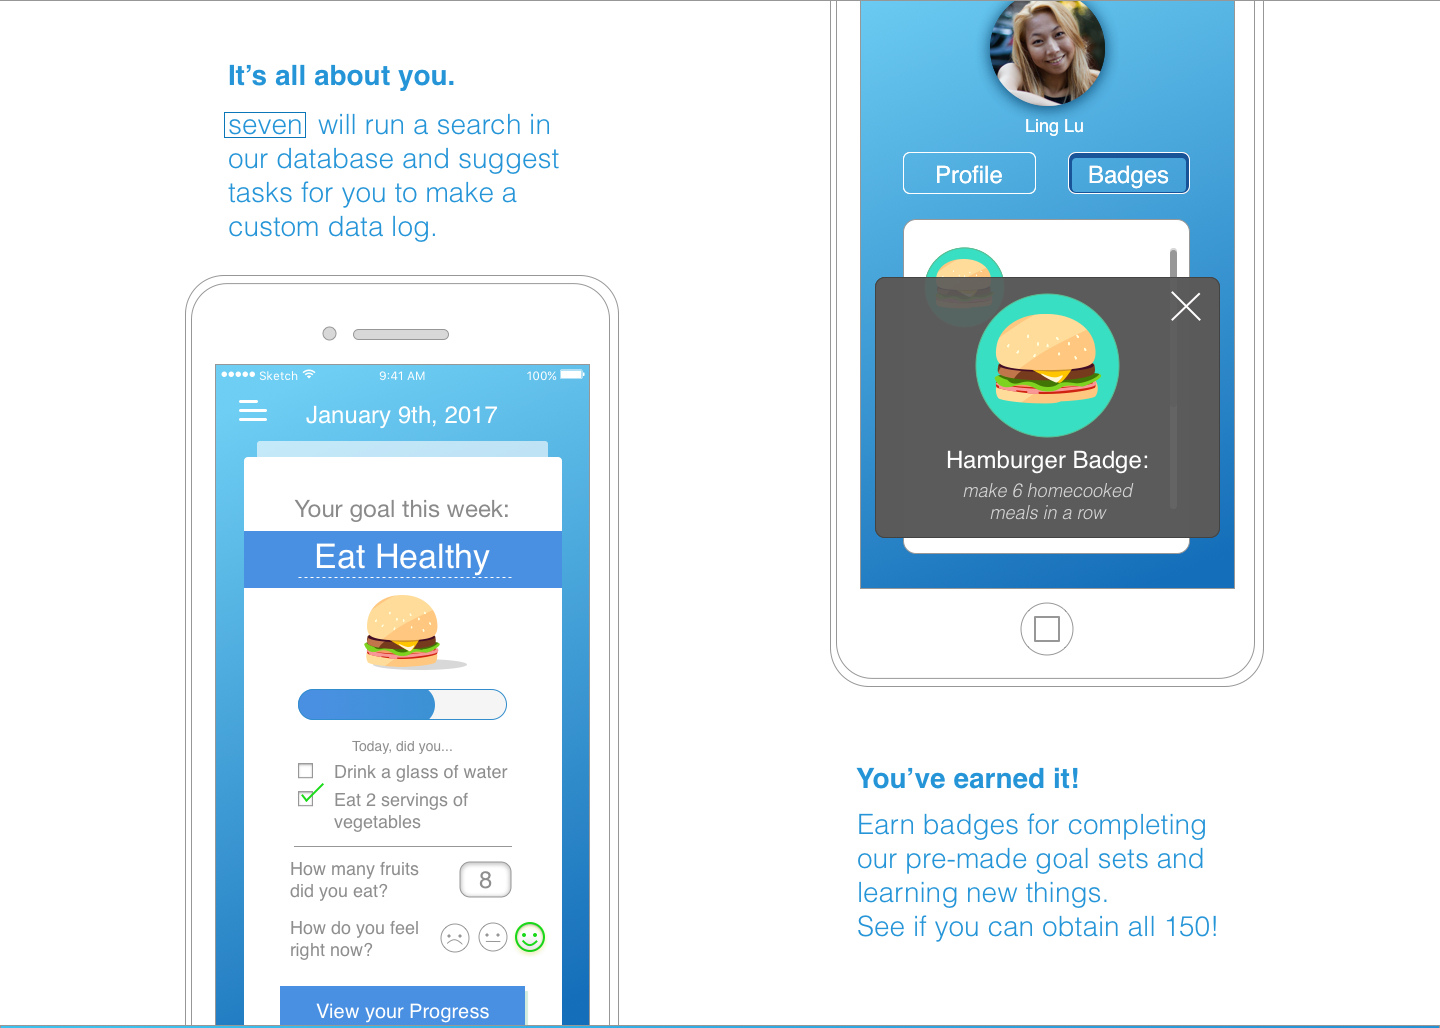 It's all about you.
seven will run a search in
our database and suggest
tasks for you to make a
custom data log.
Sketch 9:41 AM 100%
January 9th, 2017
Your goal this week:
Eat Healthy
Today, did you...
Drink a glass of water
Eat 2 servings of
vegetables
How many fruits
did you eat?
8
How do you feel
right now?
View your Progress
Ling Lu
Profile Badges
Hamburger Badge:
make 6 homecooked
meals in a row
You've earned it!
Earn badges for completing
our pre-made goal sets and
learning new things.
See if you can obtain all 150!